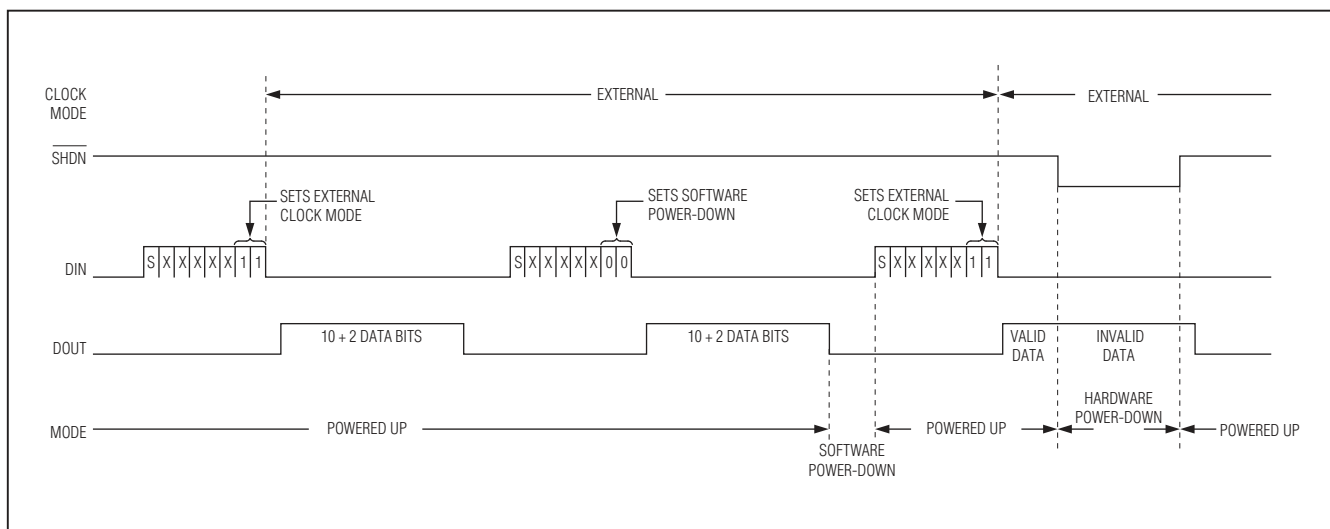 CLOCK
MODE
EXTERNAL
EXTERNAL
SHDN
SETS EXTERNAL
CLOCK MODE
SETS SOFTWARE
POWER-DOWN
SETS EXTERNAL
CLOCK MODE
DIN
S X X X X X 1 1
S X X X X X 0 0
S X X X X X 1 1
DOUT
10 + 2 DATA BITS
10 + 2 DATA BITS
VALID
DATA
INVALID
DATA
MODE
POWERED UP
SOFTWARE
POWER-DOWN
POWERED UP
HARDWARE
POWER-DOWN
POWERED UP